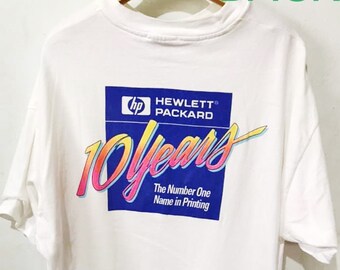 hp HEWLETT®
PACKARD
10 Years
The Number One
Name in Printing